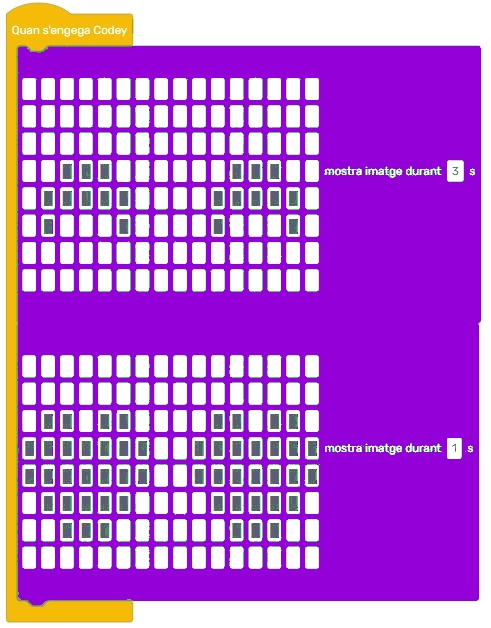 Quan s'engega Codey
mostra imatge durant 3 s
mostra imatge durant 1 s